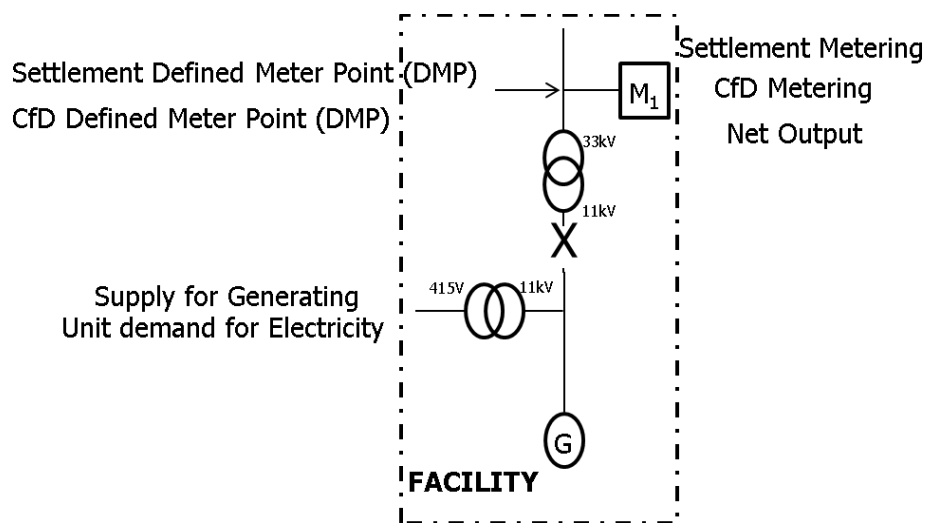 Settlement Defined Meter Point (DMP)
CfD Defined Meter Point (DMP)
Settlement Metering
CfD Metering
Net Output
M1
33kV
11kV
X
415V
11kV
Supply for Generating
Unit demand for Electricity
G
FACILITY